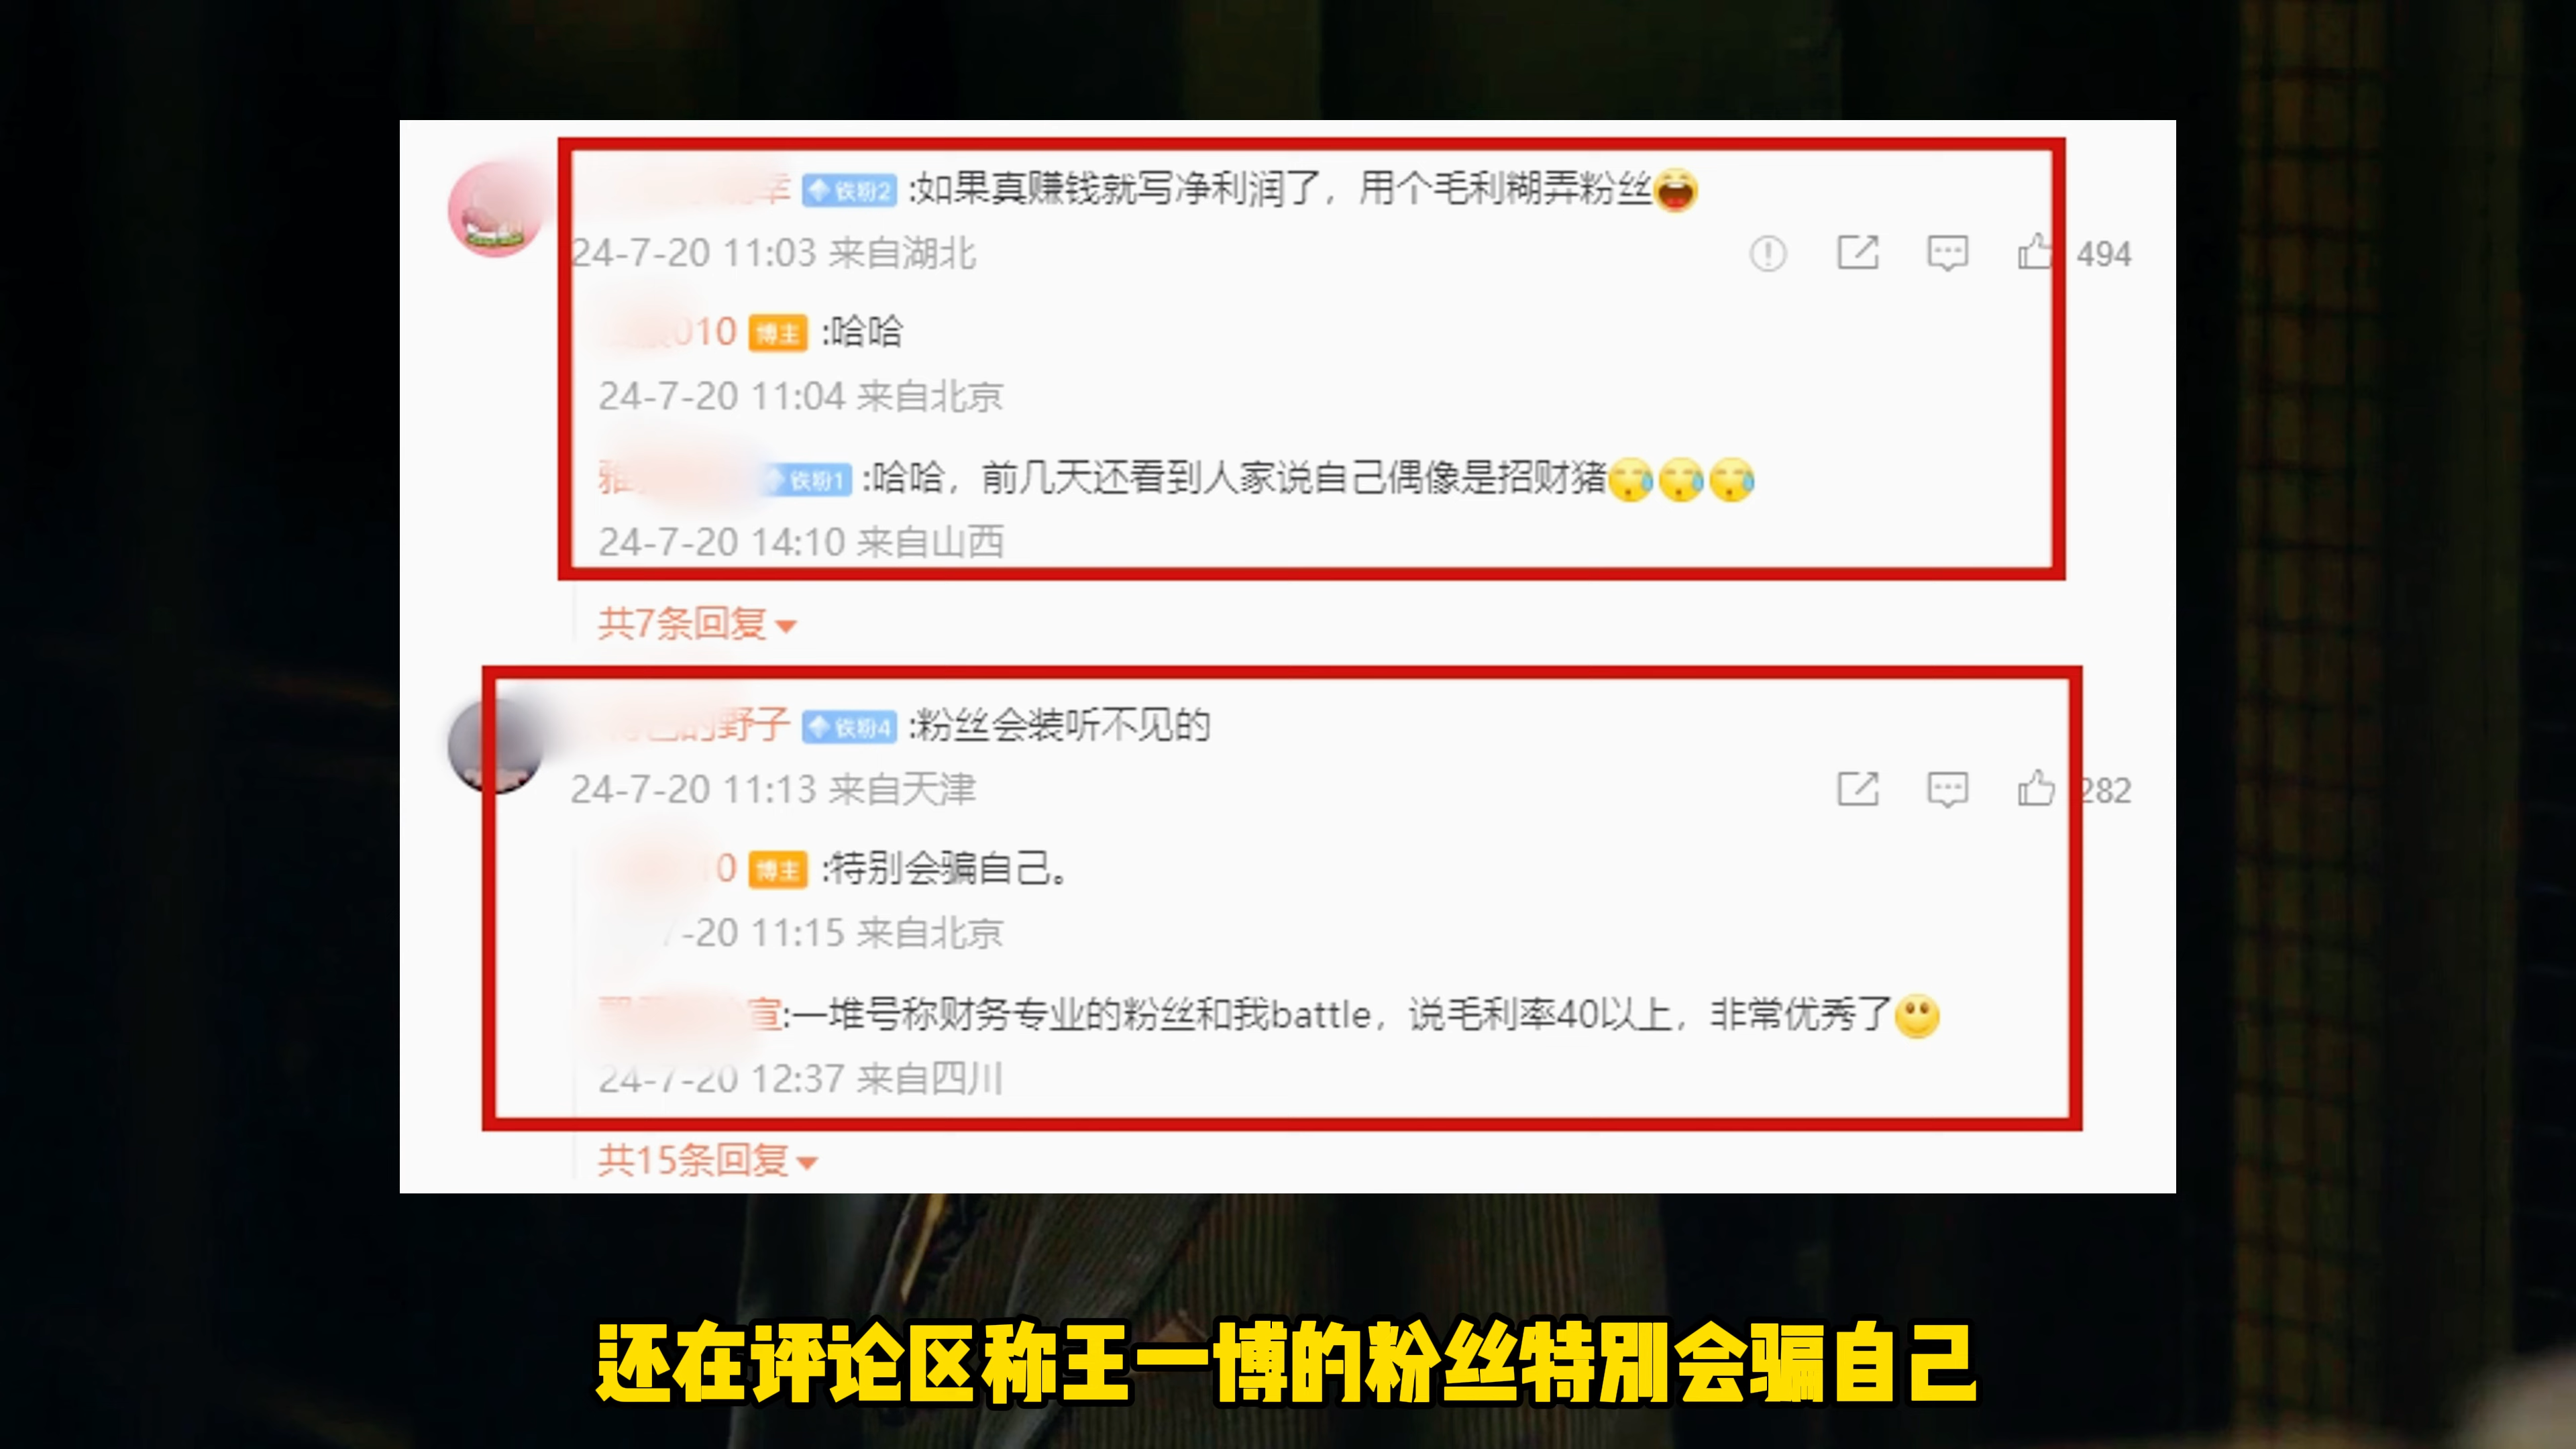 幸 铁粉2 :如果真赚钱就写净利润了，用个毛利糊弄粉丝
24-7-20 11:03 来自湖北
494
010 博主 :哈哈
24-7-20 11:04 来自北京
雅 铁粉1 :哈哈，前几天还看到人家说自己偶像是招财猪
24-7-20 14:10 来自山西
共7条回复
的野子 铁粉4 :粉丝会装听不见的
24-7-20 11:13 来自天津
282
0 博主 :特别会骗自己。
-20 11:15 来自北京
宣:一堆号称财务专业的粉丝和我battle，说毛利率40以上，非常优秀了
24-7-20 12:37 来自四川
共15条回复
还在评论区称王一博的粉丝特别会骗自己